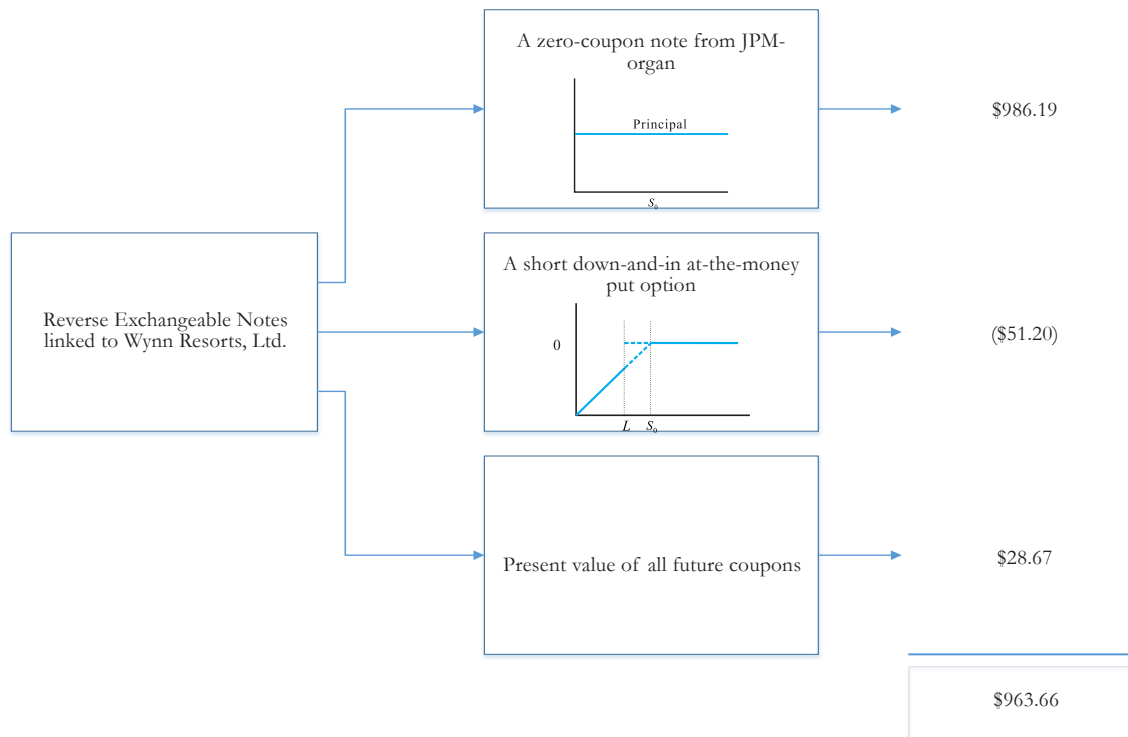 A zero-coupon note from JPM-
organ
Principal
S₀
$986.19
Reverse Exchangeable Notes
linked to Wynn Resorts, Ltd.
A short down-and-in at-the-money
put option
0
L S₀
($51.20)
Present value of all future coupons
$28.67
$963.66